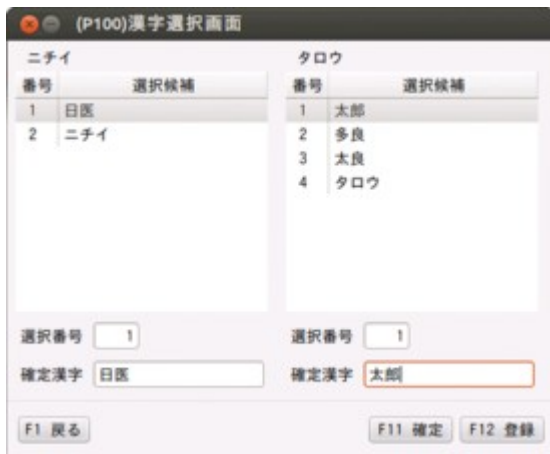 (P100)漢字選択画面
ニチイ
番号 選択候補
1 日医
2 ニチイ
選択番号 1
確定漢字 日医
タロウ
番号 選択候補
1 太郎
2 多良
3 太良
4 タロウ
選択番号 1
確定漢字 太郎
F1 戻る
F11 確定
F12 登録